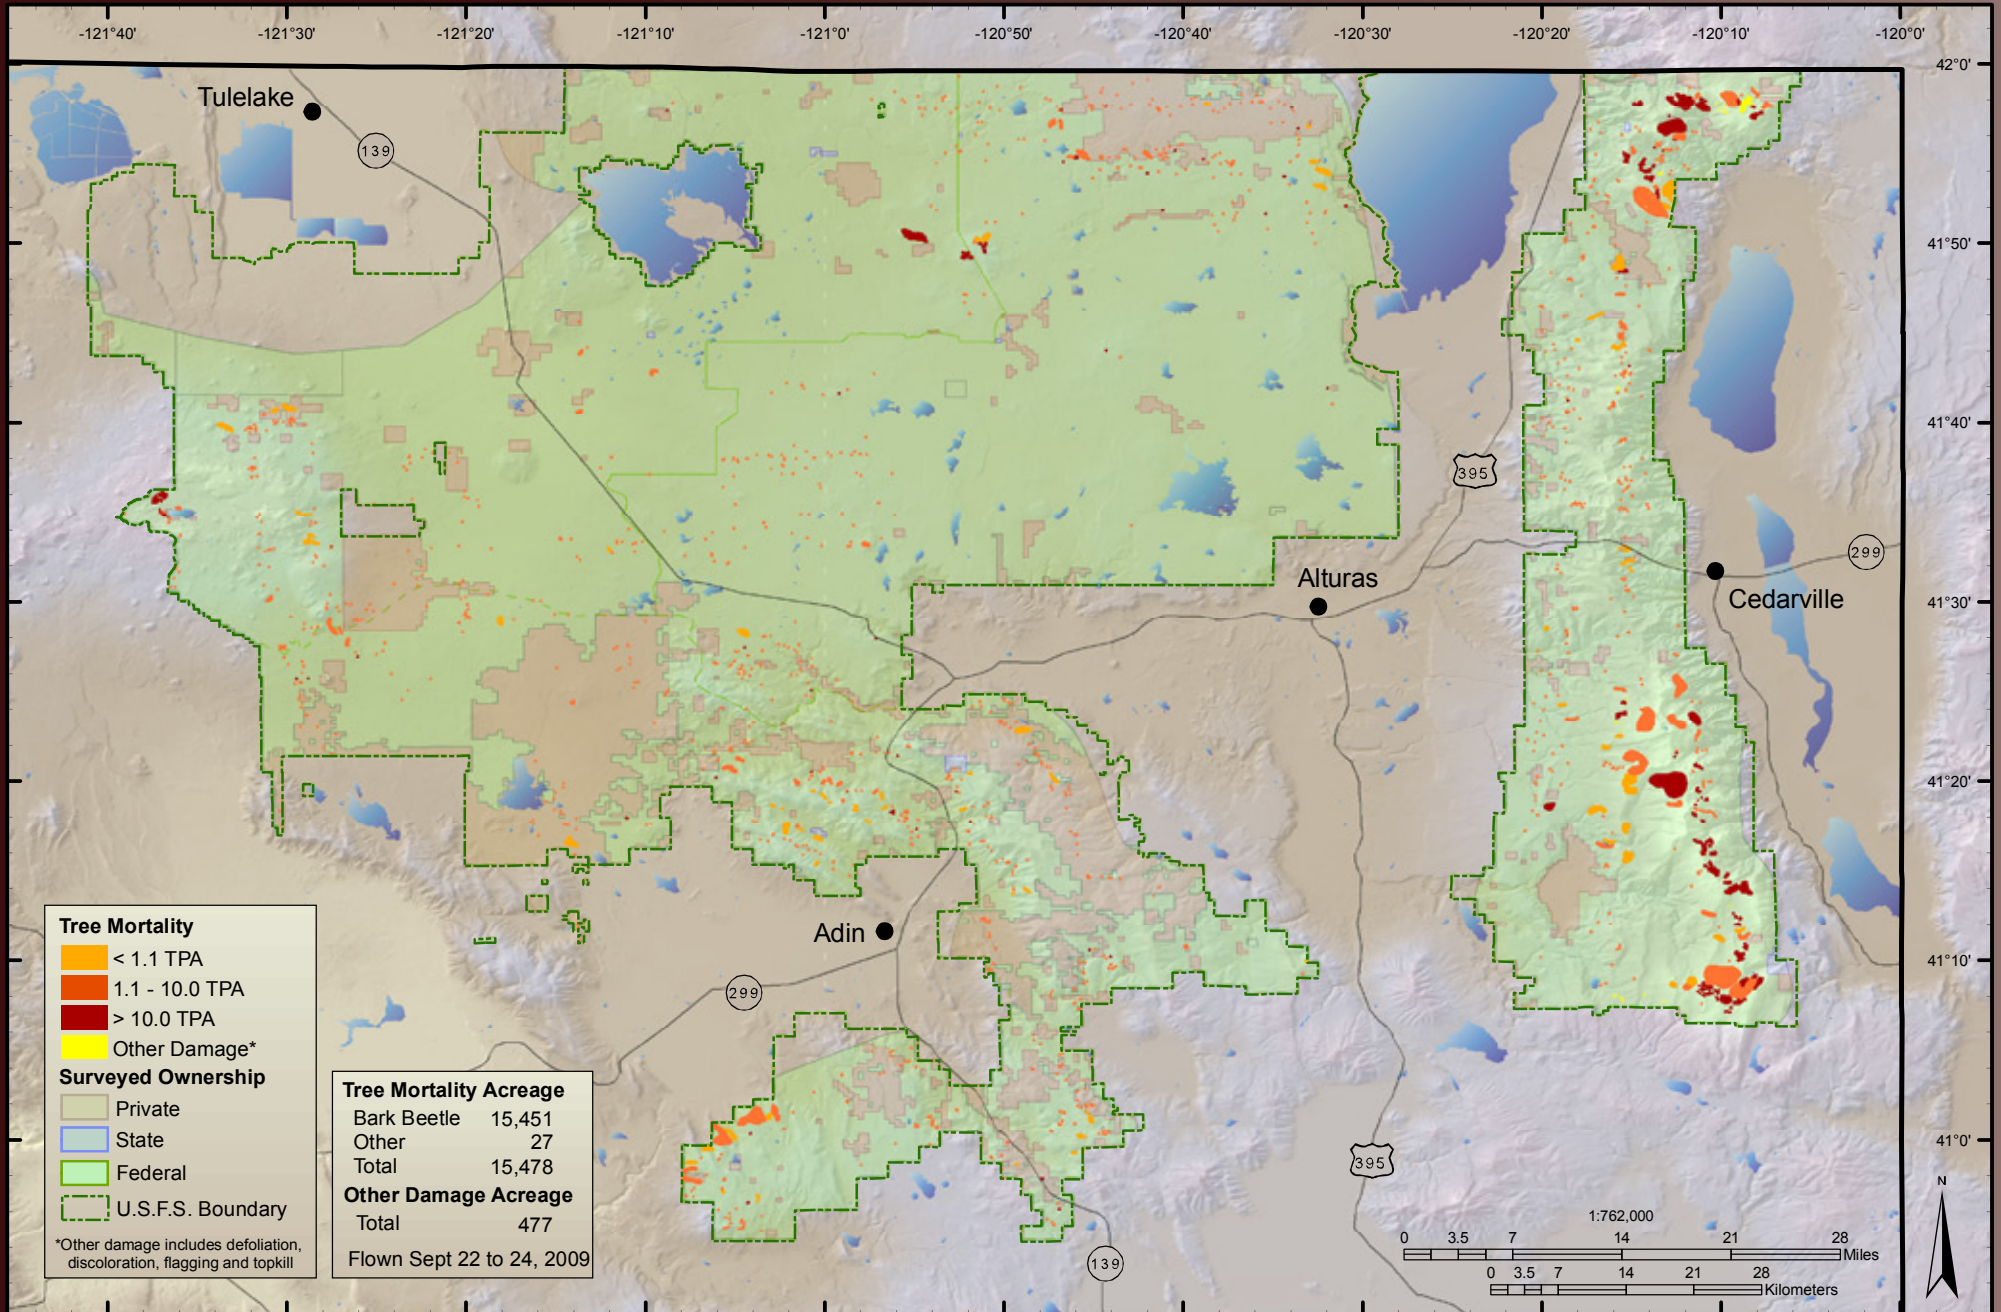 -121°40' -121°30' -121°20' -121°10' -121°0' -120°50' -120°40' -120°30' -120°20' -120°10' -120°0'
42°0'
Tulelake
139
41°50'
41°40'
395
299
Alturas
Cedarville
41°30'
41°20'
Adin
41°10'
299
41°0'
395
139
Tree Mortality
< 1.1 TPA
1.1 - 10.0 TPA
> 10.0 TPA
Other Damage*
Surveyed Ownership
Private
State
Federal
U.S.F.S. Boundary
*Other damage includes defoliation,
discoloration, flagging and topkill
Tree Mortality Acreage
Bark Beetle 15,451
Other 27
Total 15,478
Other Damage Acreage
Total 477
Flown Sept 22 to 24, 2009
1:762,000
0 3.5 7 14 21 28
Miles
0 3.5 7 14 21 28
Kilometers
N